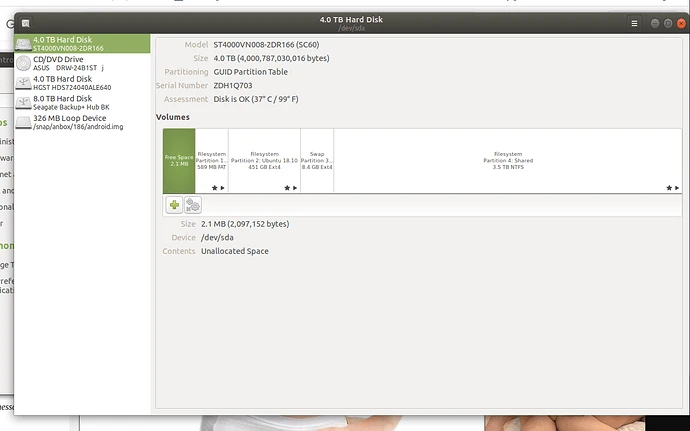 4.0 TB Hard Disk
/dev/sda
4.0 TB Hard Disk
ST4000VN008-2DR166
CD/DVD Drive
ASUS DRW-24B1ST j
4.0 TB Hard Disk
HGST HDS724040ALE640
8.0 TB Hard Disk
Seagate Backup+ Hub BK
326 MB Loop Device
/snap/anbox/186/android.img
Model ST4000VN008-2DR166 (SC60)
Size 4.0 TB (4,000,787,030,016 bytes)
Partitioning GUID Partition Table
Serial Number ZDH1Q703
Assessment Disk is OK (37° C / 99° F)
Volumes
Free Space
2.1 MB
Filesystem
Partition 1...
589 MB FAT
Filesystem
Partition 2: Ubuntu 18.10
451 GB Ext4
Swap
Partition 3...
8.4 GB Ext4
Filesystem
Partition 4: Shared
3.5 TB NTFS
Size 2.1 MB (2,097,152 bytes)
Device /dev/sda
Contents Unallocated Space